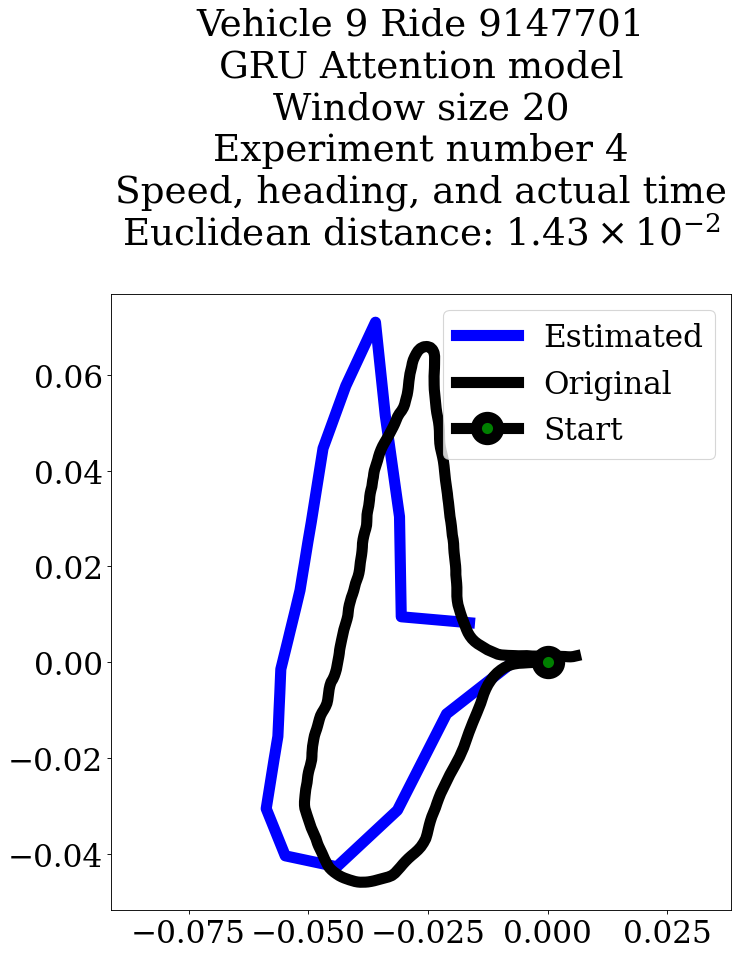 Vehicle 9 Ride 9147701
GRU Attention model
Window size 20
Experiment number 4
Speed, heading, and actual time
Euclidean distance: 1.43 × 10⁻²
Estimated
Original
Start
0.06
0.04
0.02
0.00
−0.02
−0.04
−0.075 −0.050 −0.025 0.000 0.025